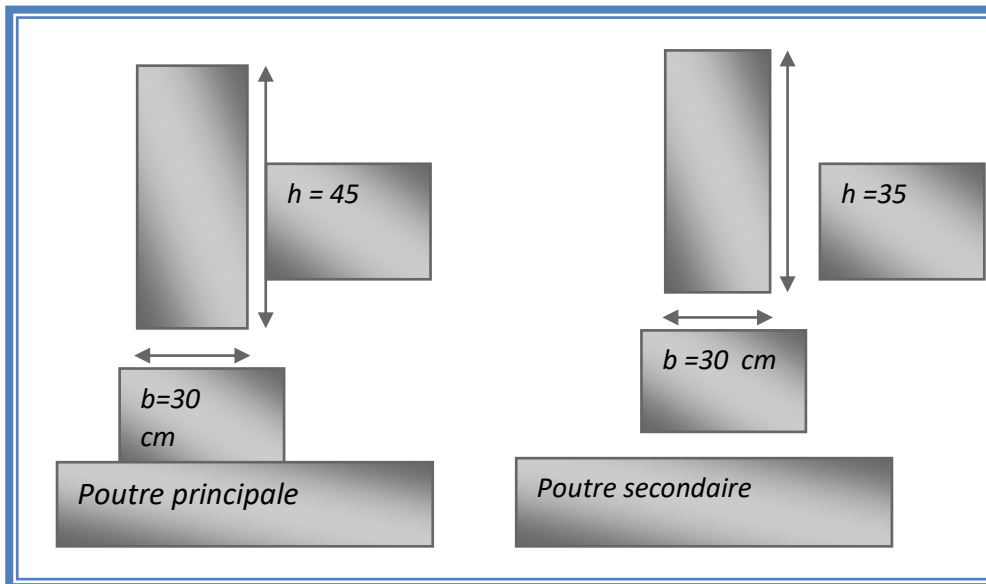 h = 45
b=30
cm
Poutre principale
h =35
b =30 cm
Poutre secondaire